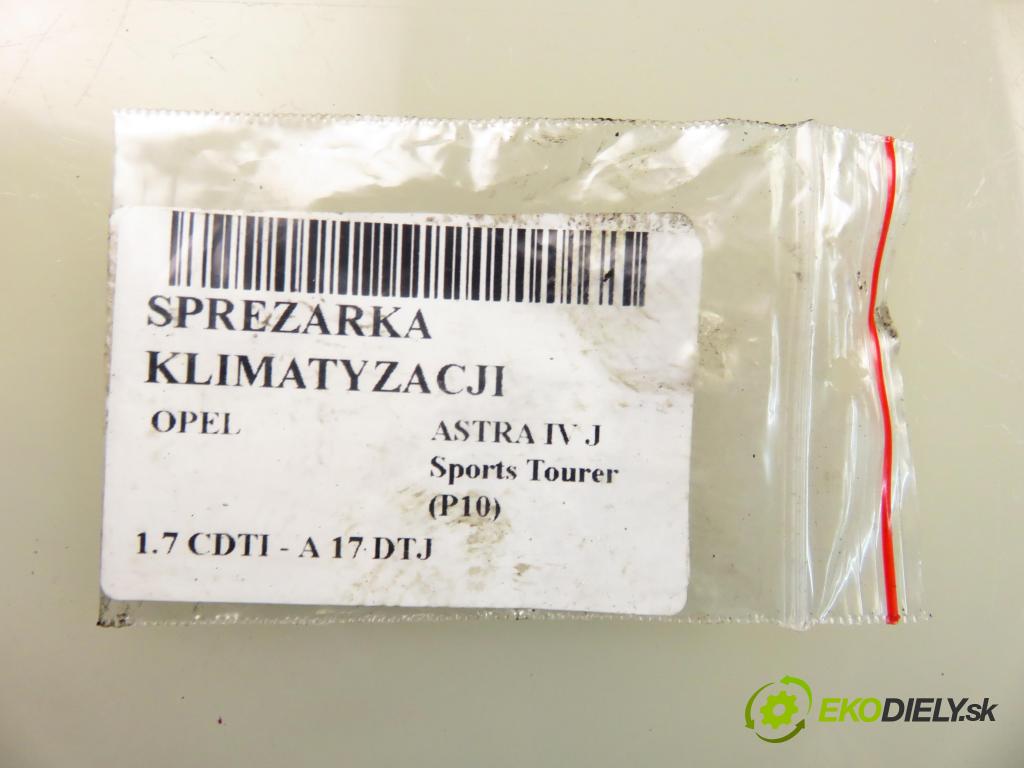 SPREZARKA
KLIMATYZACJI
OPEL ASTRA IV J
Sports Tourer
(P10)
1.7 CDTI - A 17 DTJ
EKODIELY.sk